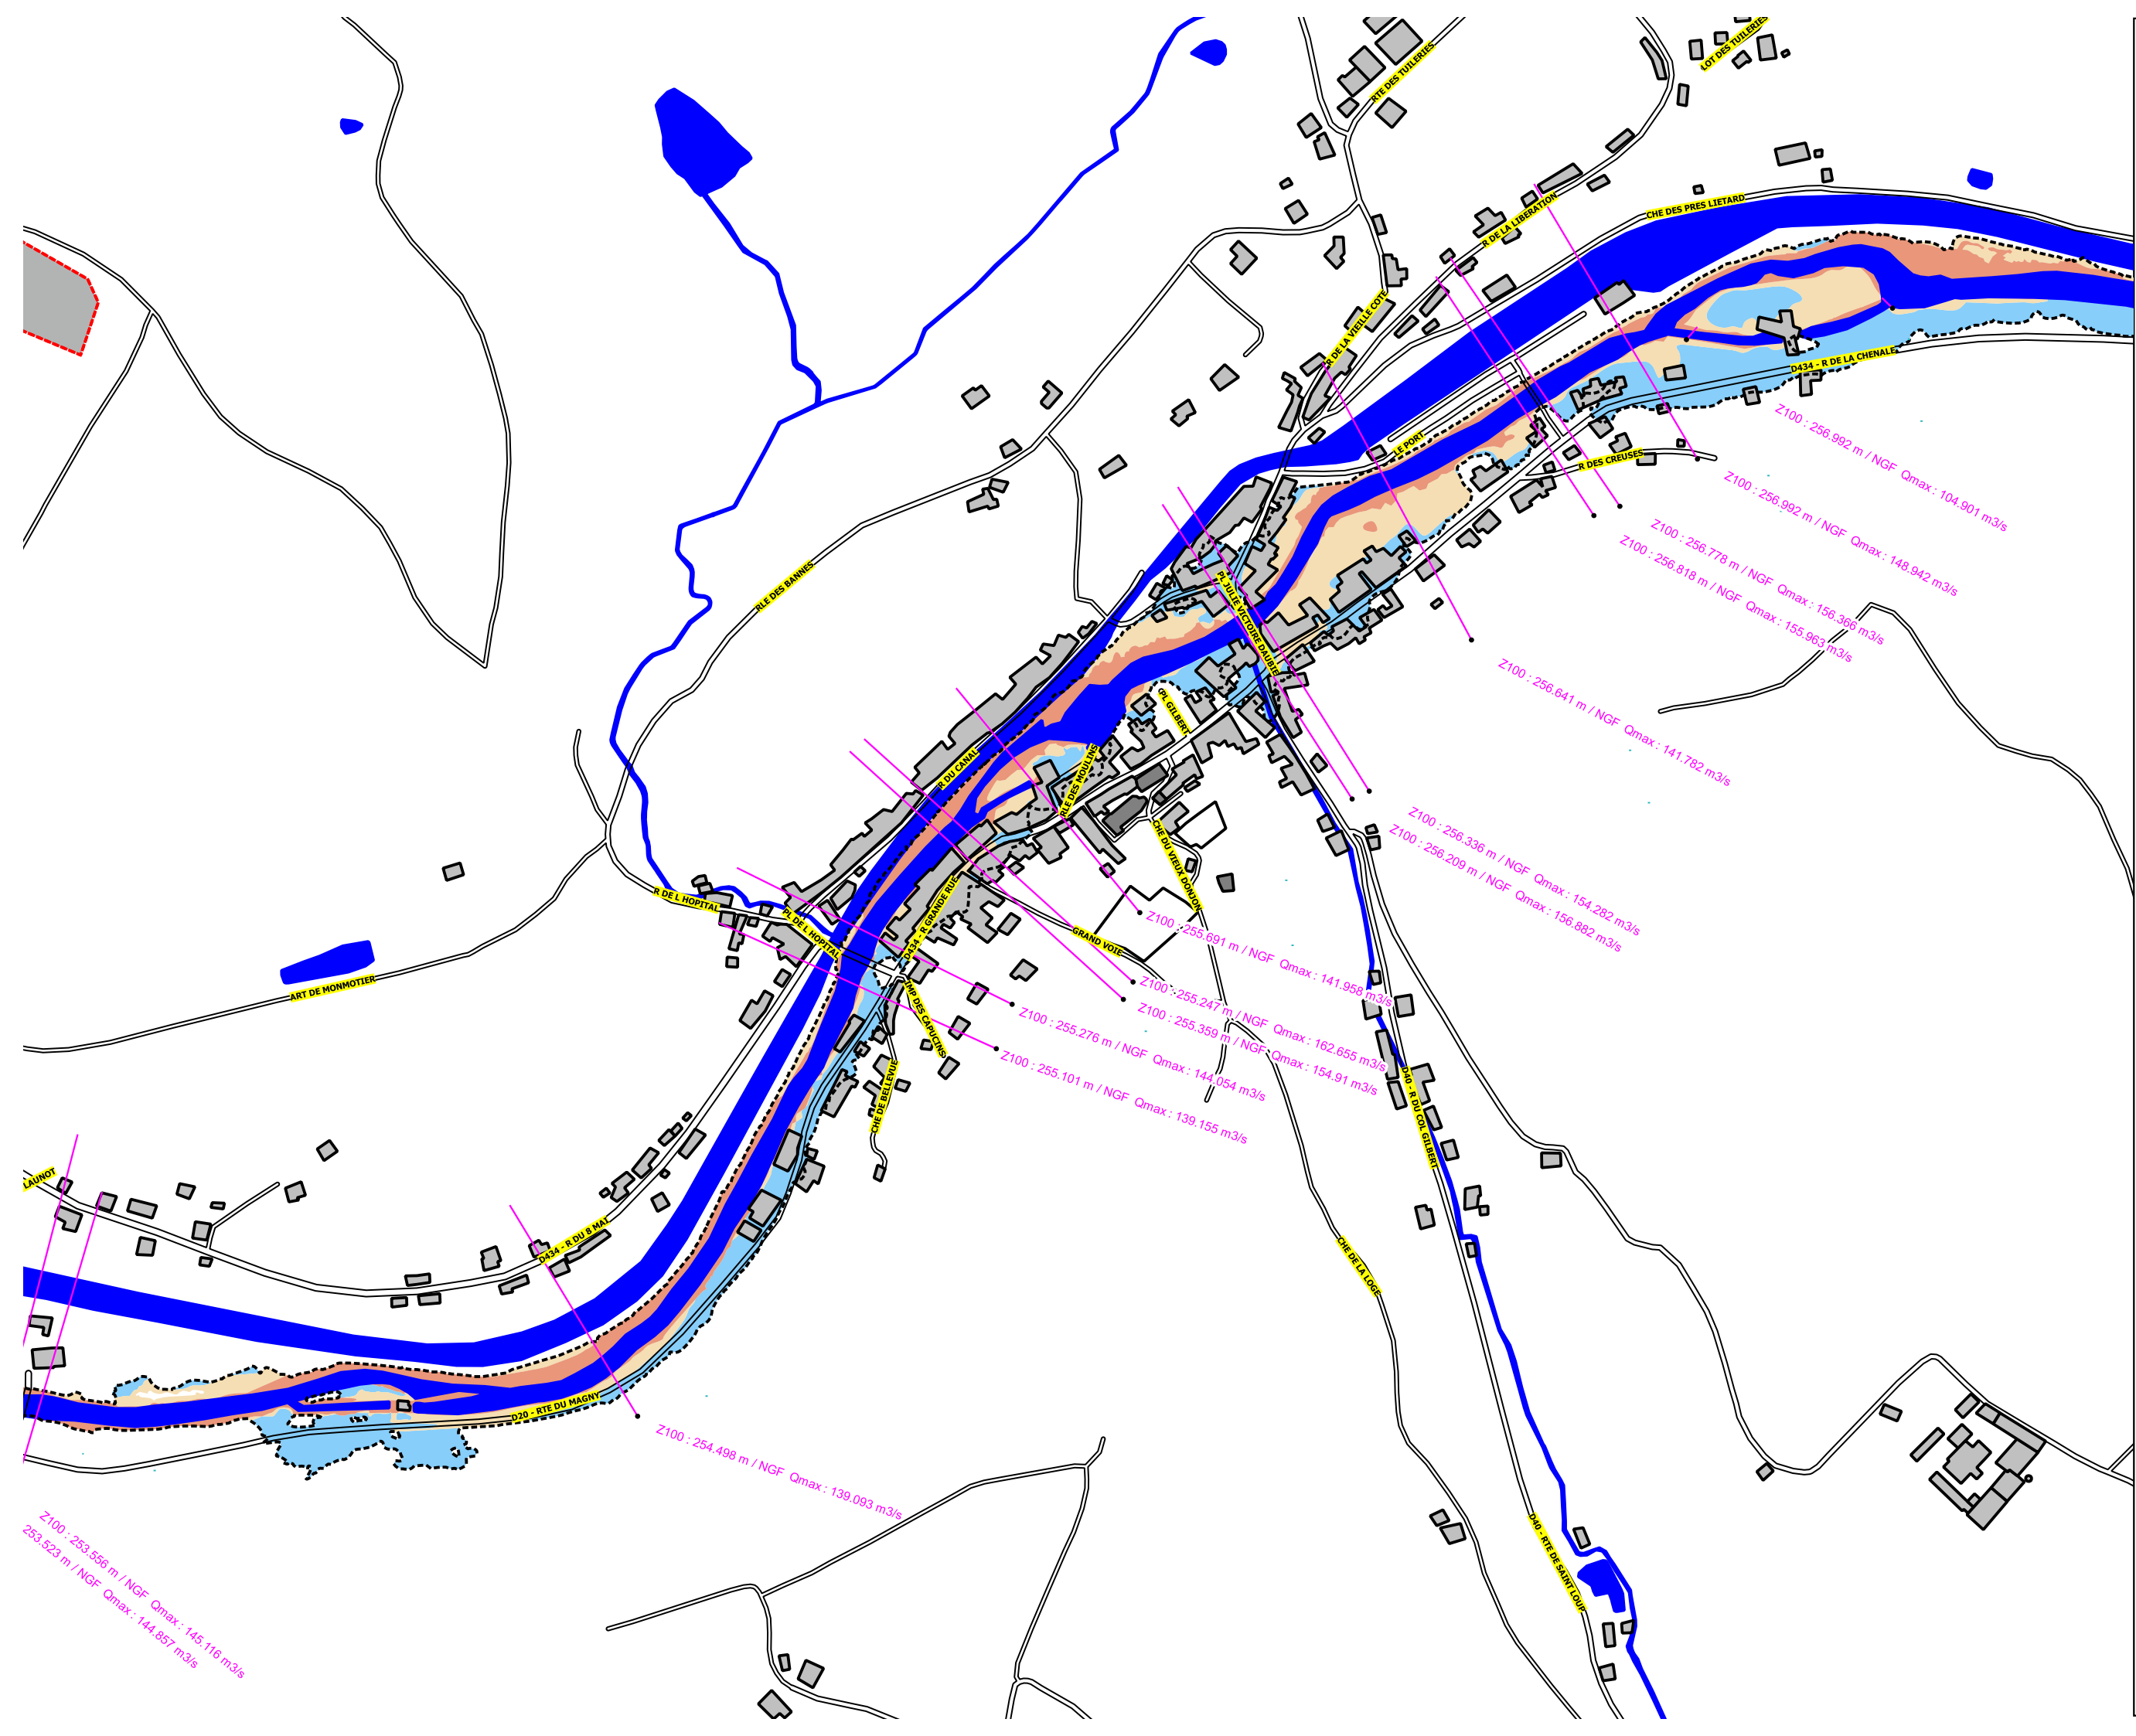 LOT DES TUILERIES
RTE DES TUILERIES
CHE DES PRES LIETARD
R DE LA LIBERATION
R DE LA VIEILLE COTE
D434 - R DE LA CHENALE
LE PORT
R DES CREUSES
Z100 : 256.992 m / NGF Qmax : 104.901 m3/s
Z100 : 256.992 m / NGF Qmax : 148.942 m3/s
Z100 : 256.778 m / NGF Qmax : 156.366 m3/s
Z100 : 256.818 m / NGF Qmax : 155.963 m3/s
RLE DES BANNES
PL JULIE VICTOIRE DAUBIE
Z100 : 256.641 m / NGF Qmax : 141.782 m3/s
PL GILBERT
R DU CANAL
RLE DES MOULINS
Z100 : 256.336 m / NGF Qmax : 154.282 m3/s
Z100 : 256.209 m / NGF Qmax : 156.882 m3/s
CHE DU VIEUX DONJON
R DE L HOPITAL
PL DE L HOPITAL
D434 - R GRANDE RUE
GRAND VOIE
Z100 : 255.691 m / NGF Qmax : 141.958 m3/s
Z100 : 255.247 m / NGF Qmax : 162.655 m3/s
Z100 : 255.359 m / NGF Qmax : 154.91 m3/s
Z100 : 255.276 m / NGF Qmax : 144.054 m3/s
Z100 : 255.101 m / NGF Qmax : 139.155 m3/s
ART DE MONMOTIER
IMP DES CAPUCINS
CHE DE BELLEVUE
D40 - R DU COL GILBERT
LAUNOT
D434 - R DU 8 MAI
CHE DE LA LOGE
D20 - RTE DU MAGNY
Z100 : 254.498 m / NGF Qmax : 139.093 m3/s
D40 - RTE DE SAINT LOUP
Z100 : 253.556 m / NGF Qmax : 145.116 m3/s
253.523 m / NGF Qmax : 144.857 m3/s